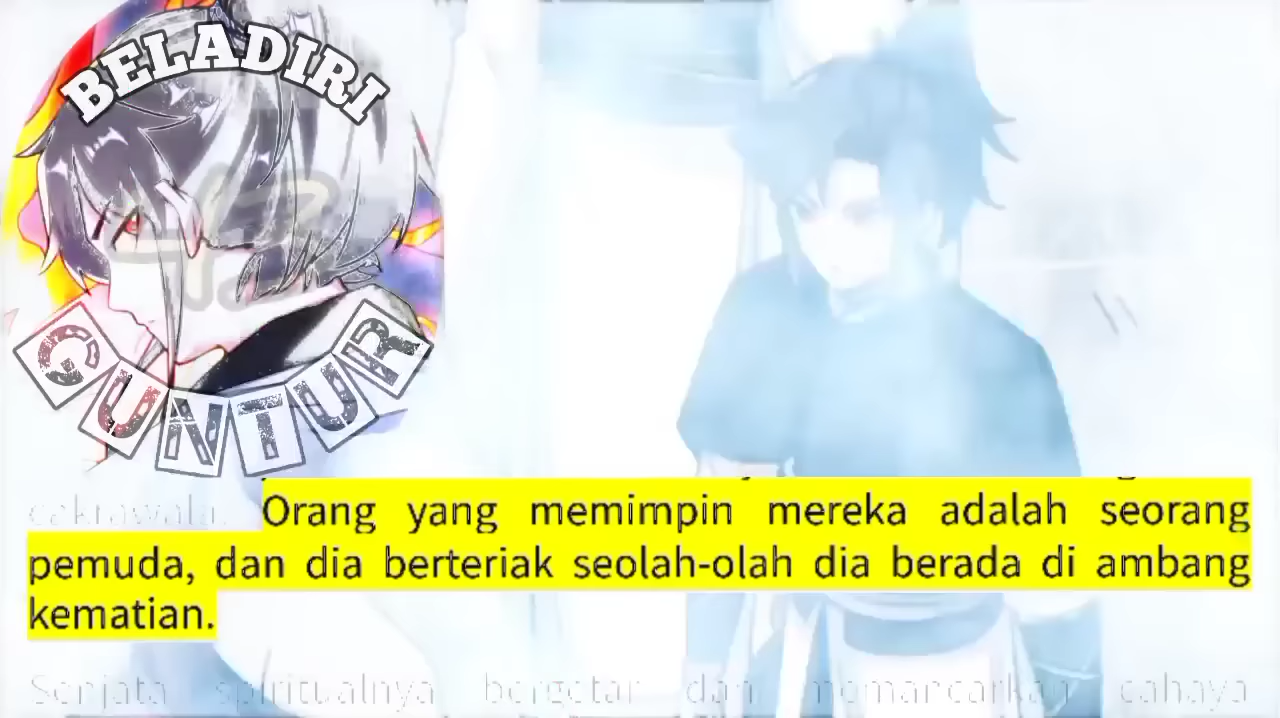 BELADIRI
GUNTUR
cakrawala. Orang yang memimpin mereka adalah seorang
pemuda, dan dia berteriak seolah-olah dia berada di ambang
kematian.
Senjata spiritualnya bergetar dan memancarkan cahaya